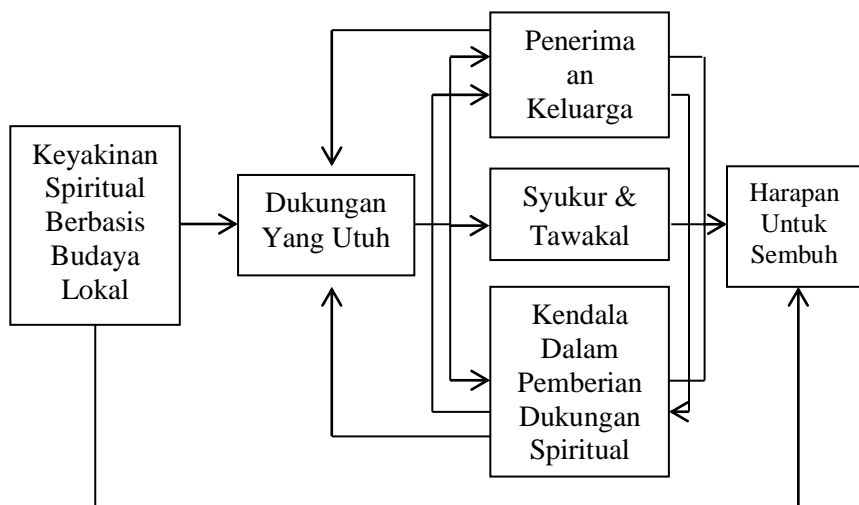 Keyakinan
Spiritual
Berbasis
Budaya
Lokal
Dukungan
Yang Utuh
Penerima
an
Keluarga
Syukur &
Tawakal
Kendala
Dalam
Pemberian
Dukungan
Spiritual
Harapan
Untuk
Sembuh